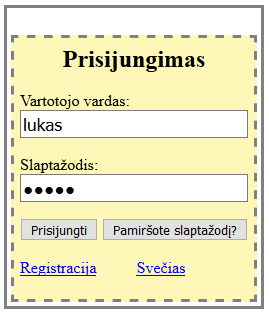 Prisijungimas
Vartotojo vardas:
lukas
Slaptažodis:
●●●●●
Prisijungti Pamiršote slaptažodį?
Registracija Svečias